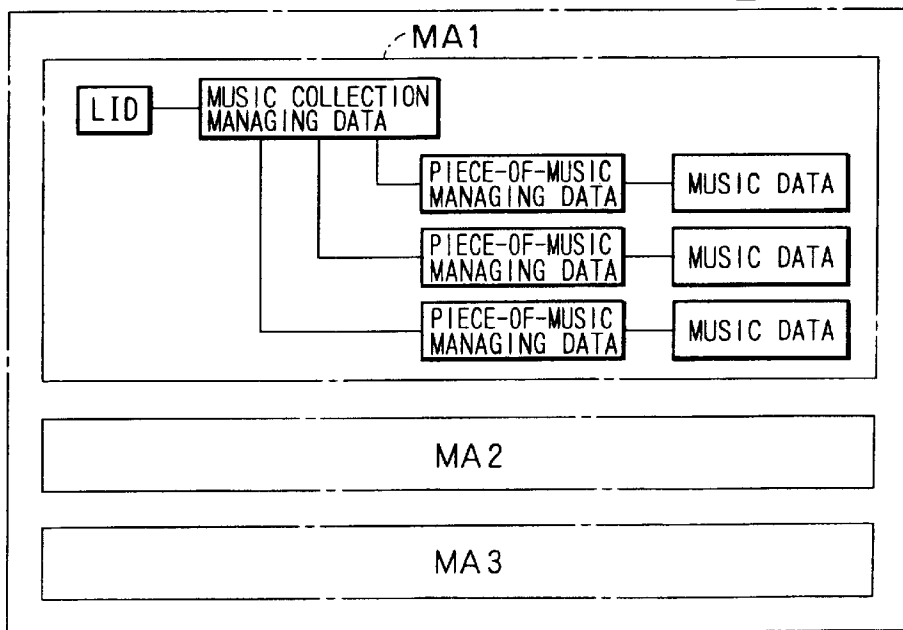 MA1
LID
MUSIC COLLECTION
MANAGING DATA
PIECE-OF-MUSIC
MANAGING DATA
MUSIC DATA
PIECE-OF-MUSIC
MANAGING DATA
MUSIC DATA
PIECE-OF-MUSIC
MANAGING DATA
MUSIC DATA
MA2
MA3